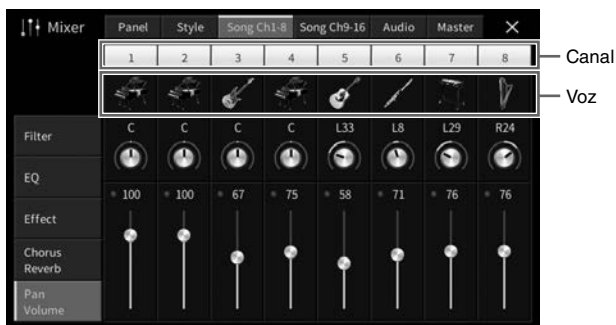 Mixer Panel Style Song Ch1-8 Song Ch9-16 Audio Master
1 2 3 4 5 6 7 8 Canal
Voz
Filter C C C C L33 L8 L29 R24
EQ
100 100 67 75 58 71 76 76
Effect
Chorus
Reverb
Pan
Volume